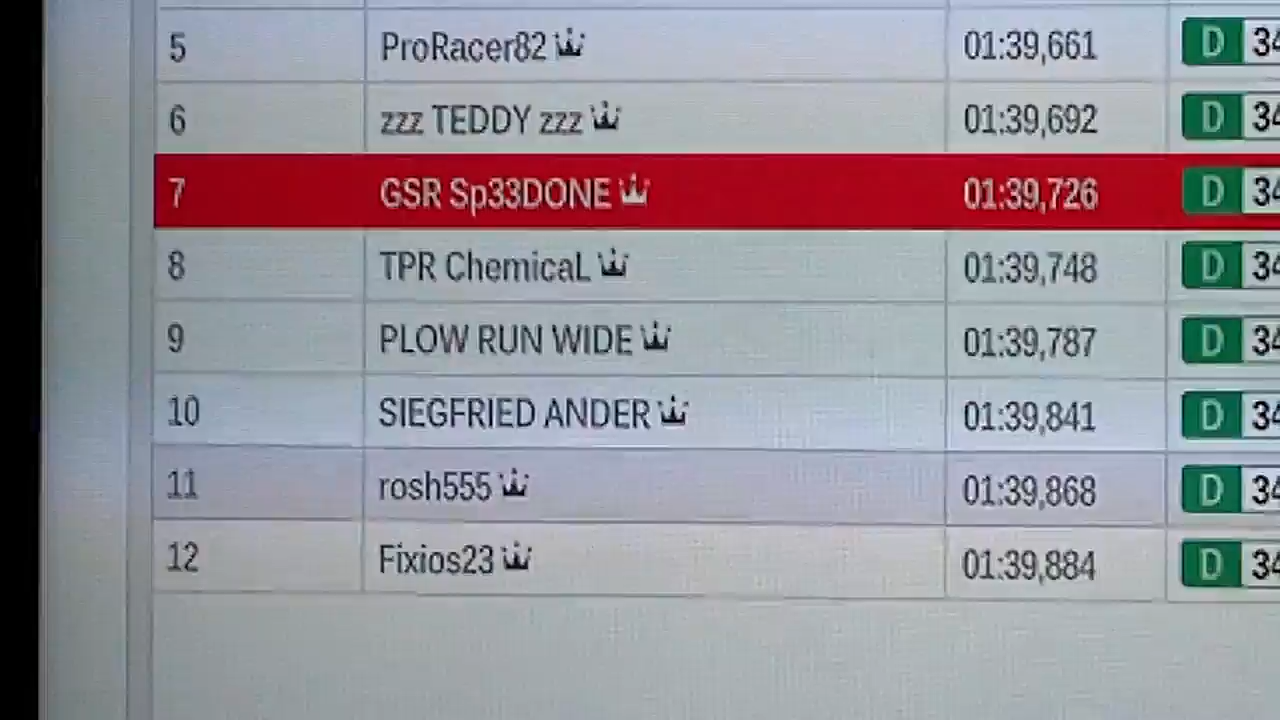 5 ProRacer82 01:39,661 D 34
6 zzz TEDDY zzz 01:39,692 D 34
7 GSR Sp33DONE 01:39,726 D 34
8 TPR ChemicaL 01:39,748 D 34
9 PLOW RUN WIDE 01:39,787 D 34
10 SIEGFRIED ANDER 01:39,841 D 34
11 rosh555 01:39,868 D 34
12 Fixios23 01:39,884 D 34